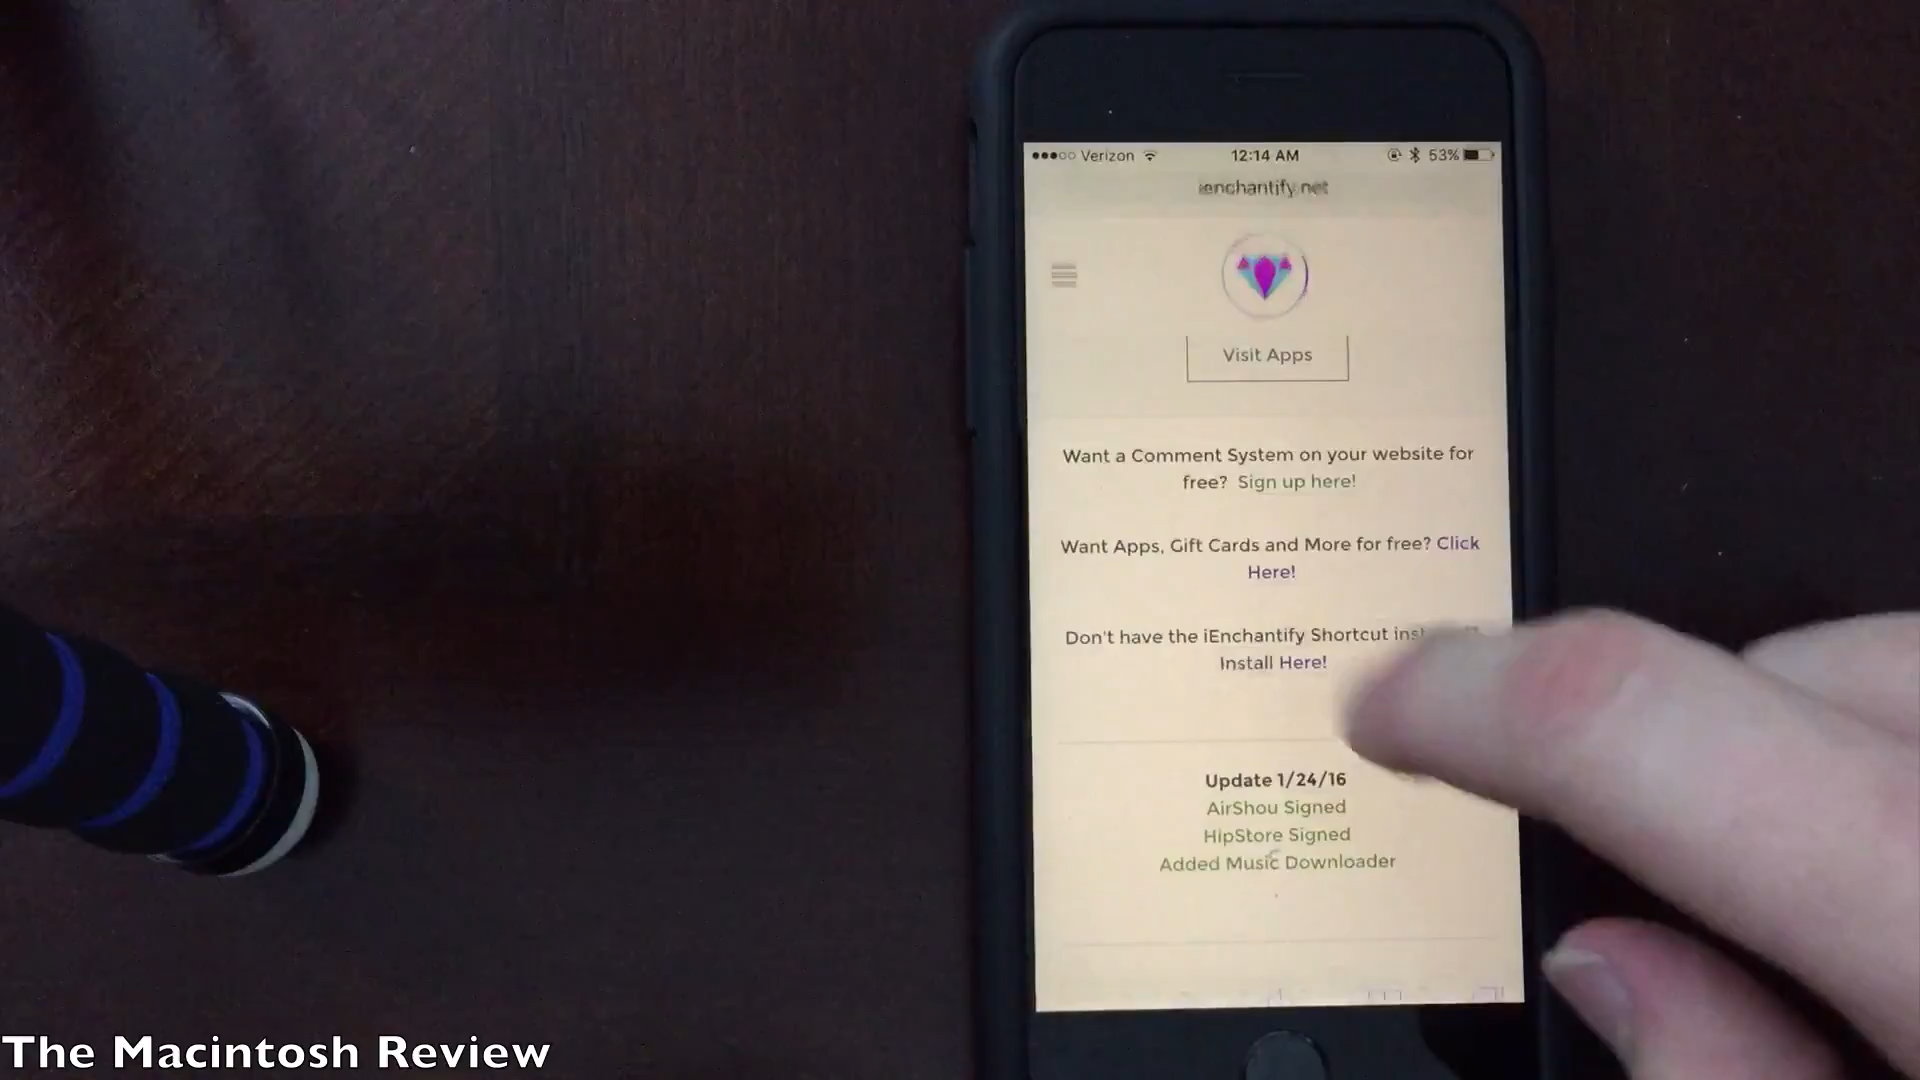 Verizon 12:14 AM 53%
ienchantify.net
Visit Apps
Want a Comment System on your website for
free? Sign up here!
Want Apps, Gift Cards and More for free? Click
Here!
Don't have the iEnchantify Shortcut
Install Here!
Update 1/24/16
AirShou Signed
HipStore Signed
Added Music Downloader
The Macintosh Review